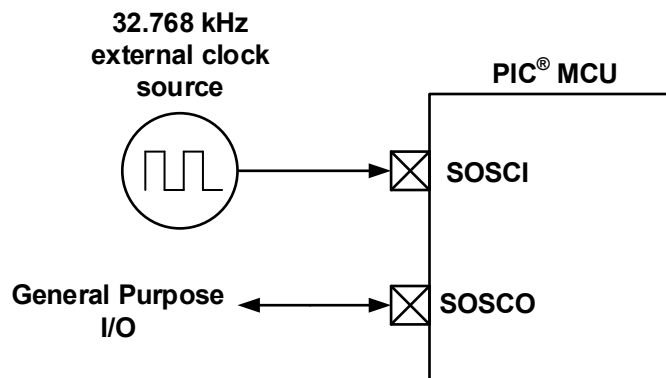 32.768 kHz
external clock
source
PIC® MCU
SOSCI
General Purpose
I/O
SOSCO